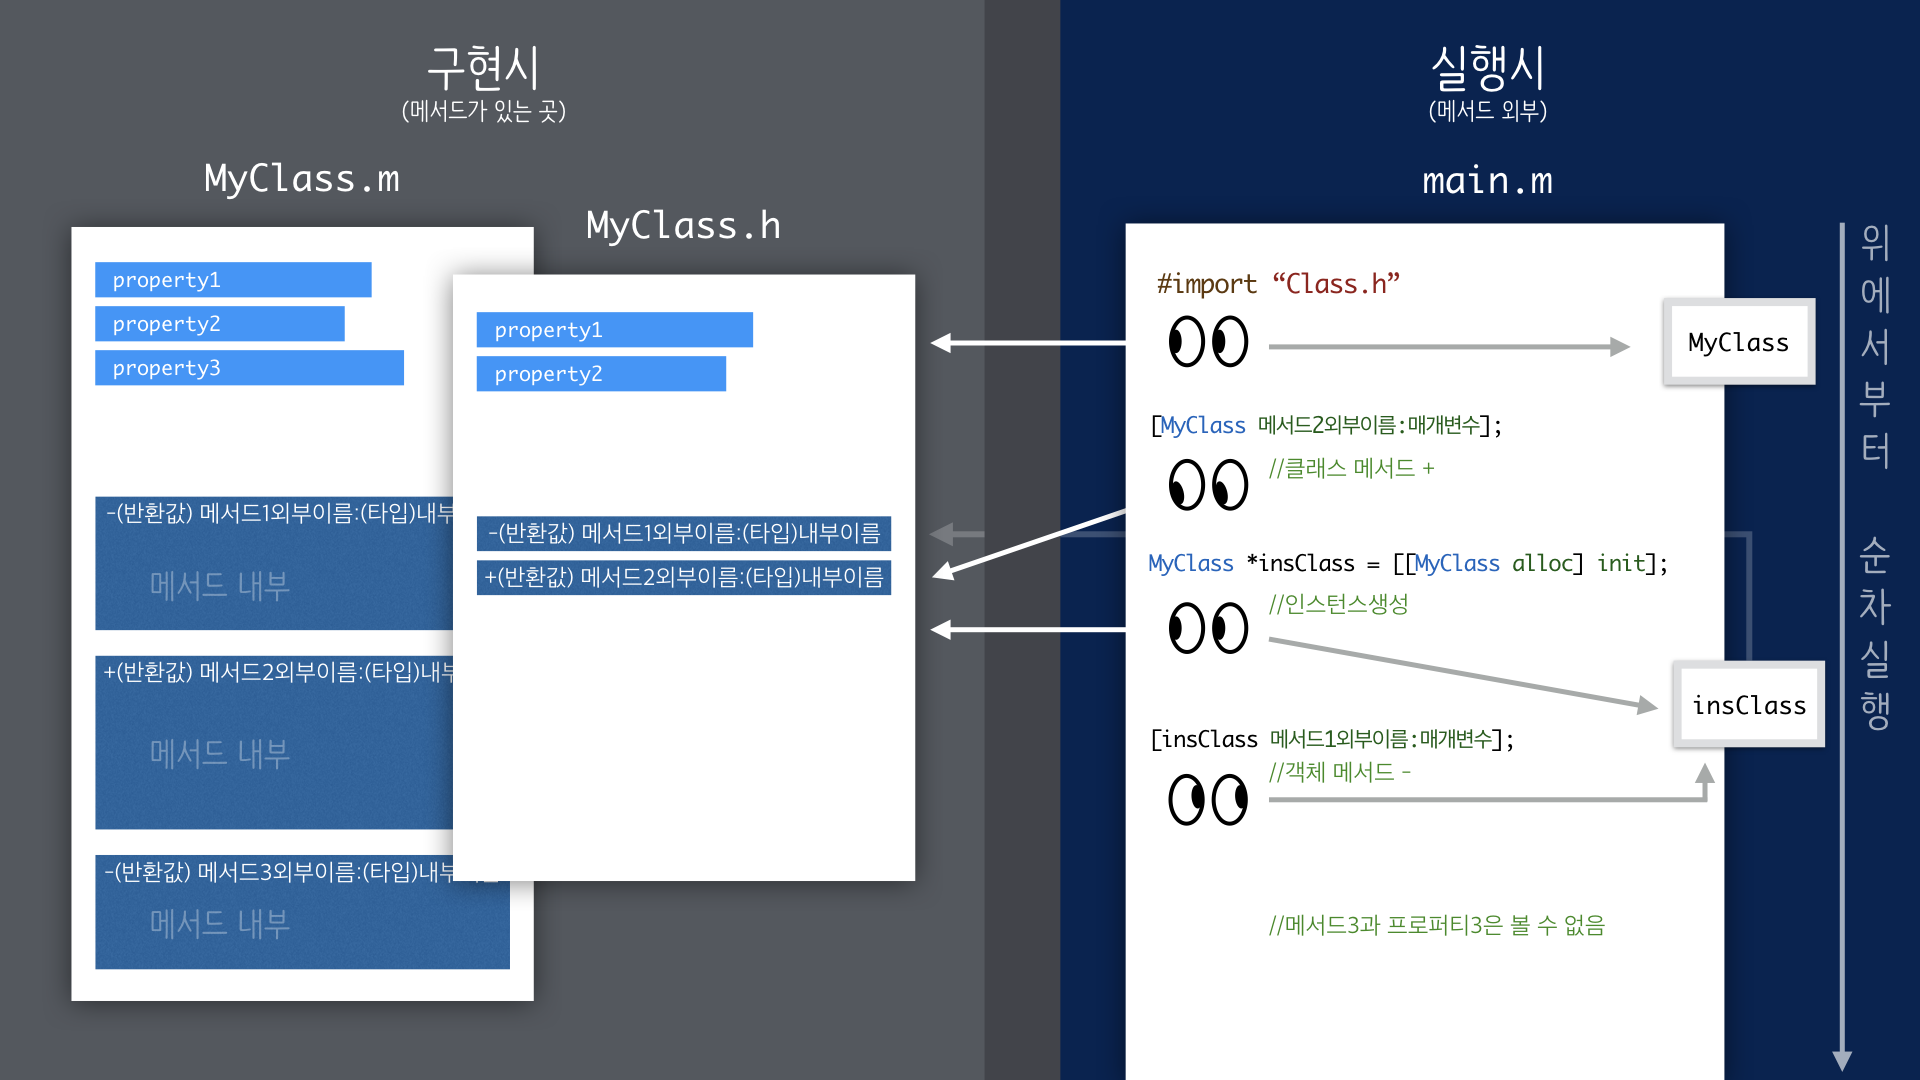 구현시
(메서드가 있는 곳)
MyClass.m
property1
property2
property3
-(반환값) 메서드1외부이름:(타입)내부
메서드 내부
+(반환값) 메서드2외부이름:(타입)내부
메서드 내부
-(반환값) 메서드3외부이름:(타입)내부
메서드 내부
MyClass.h
property1
property2
-(반환값) 메서드1외부이름:(타입)내부이름
+(반환값) 메서드2외부이름:(타입)내부이름
실행시
(메서드 외부)
main.m
#import “Class.h”
MyClass
[MyClass 메서드2외부이름:매개변수];
//클래스 메서드 +
MyClass *insClass = [[MyClass alloc] init];
//인스턴스생성
insClass
[insClass 메서드1외부이름:매개변수];
//객체 메서드 -
//메서드3과 프로퍼티3은 볼 수 없음
위에서부터 순차실행